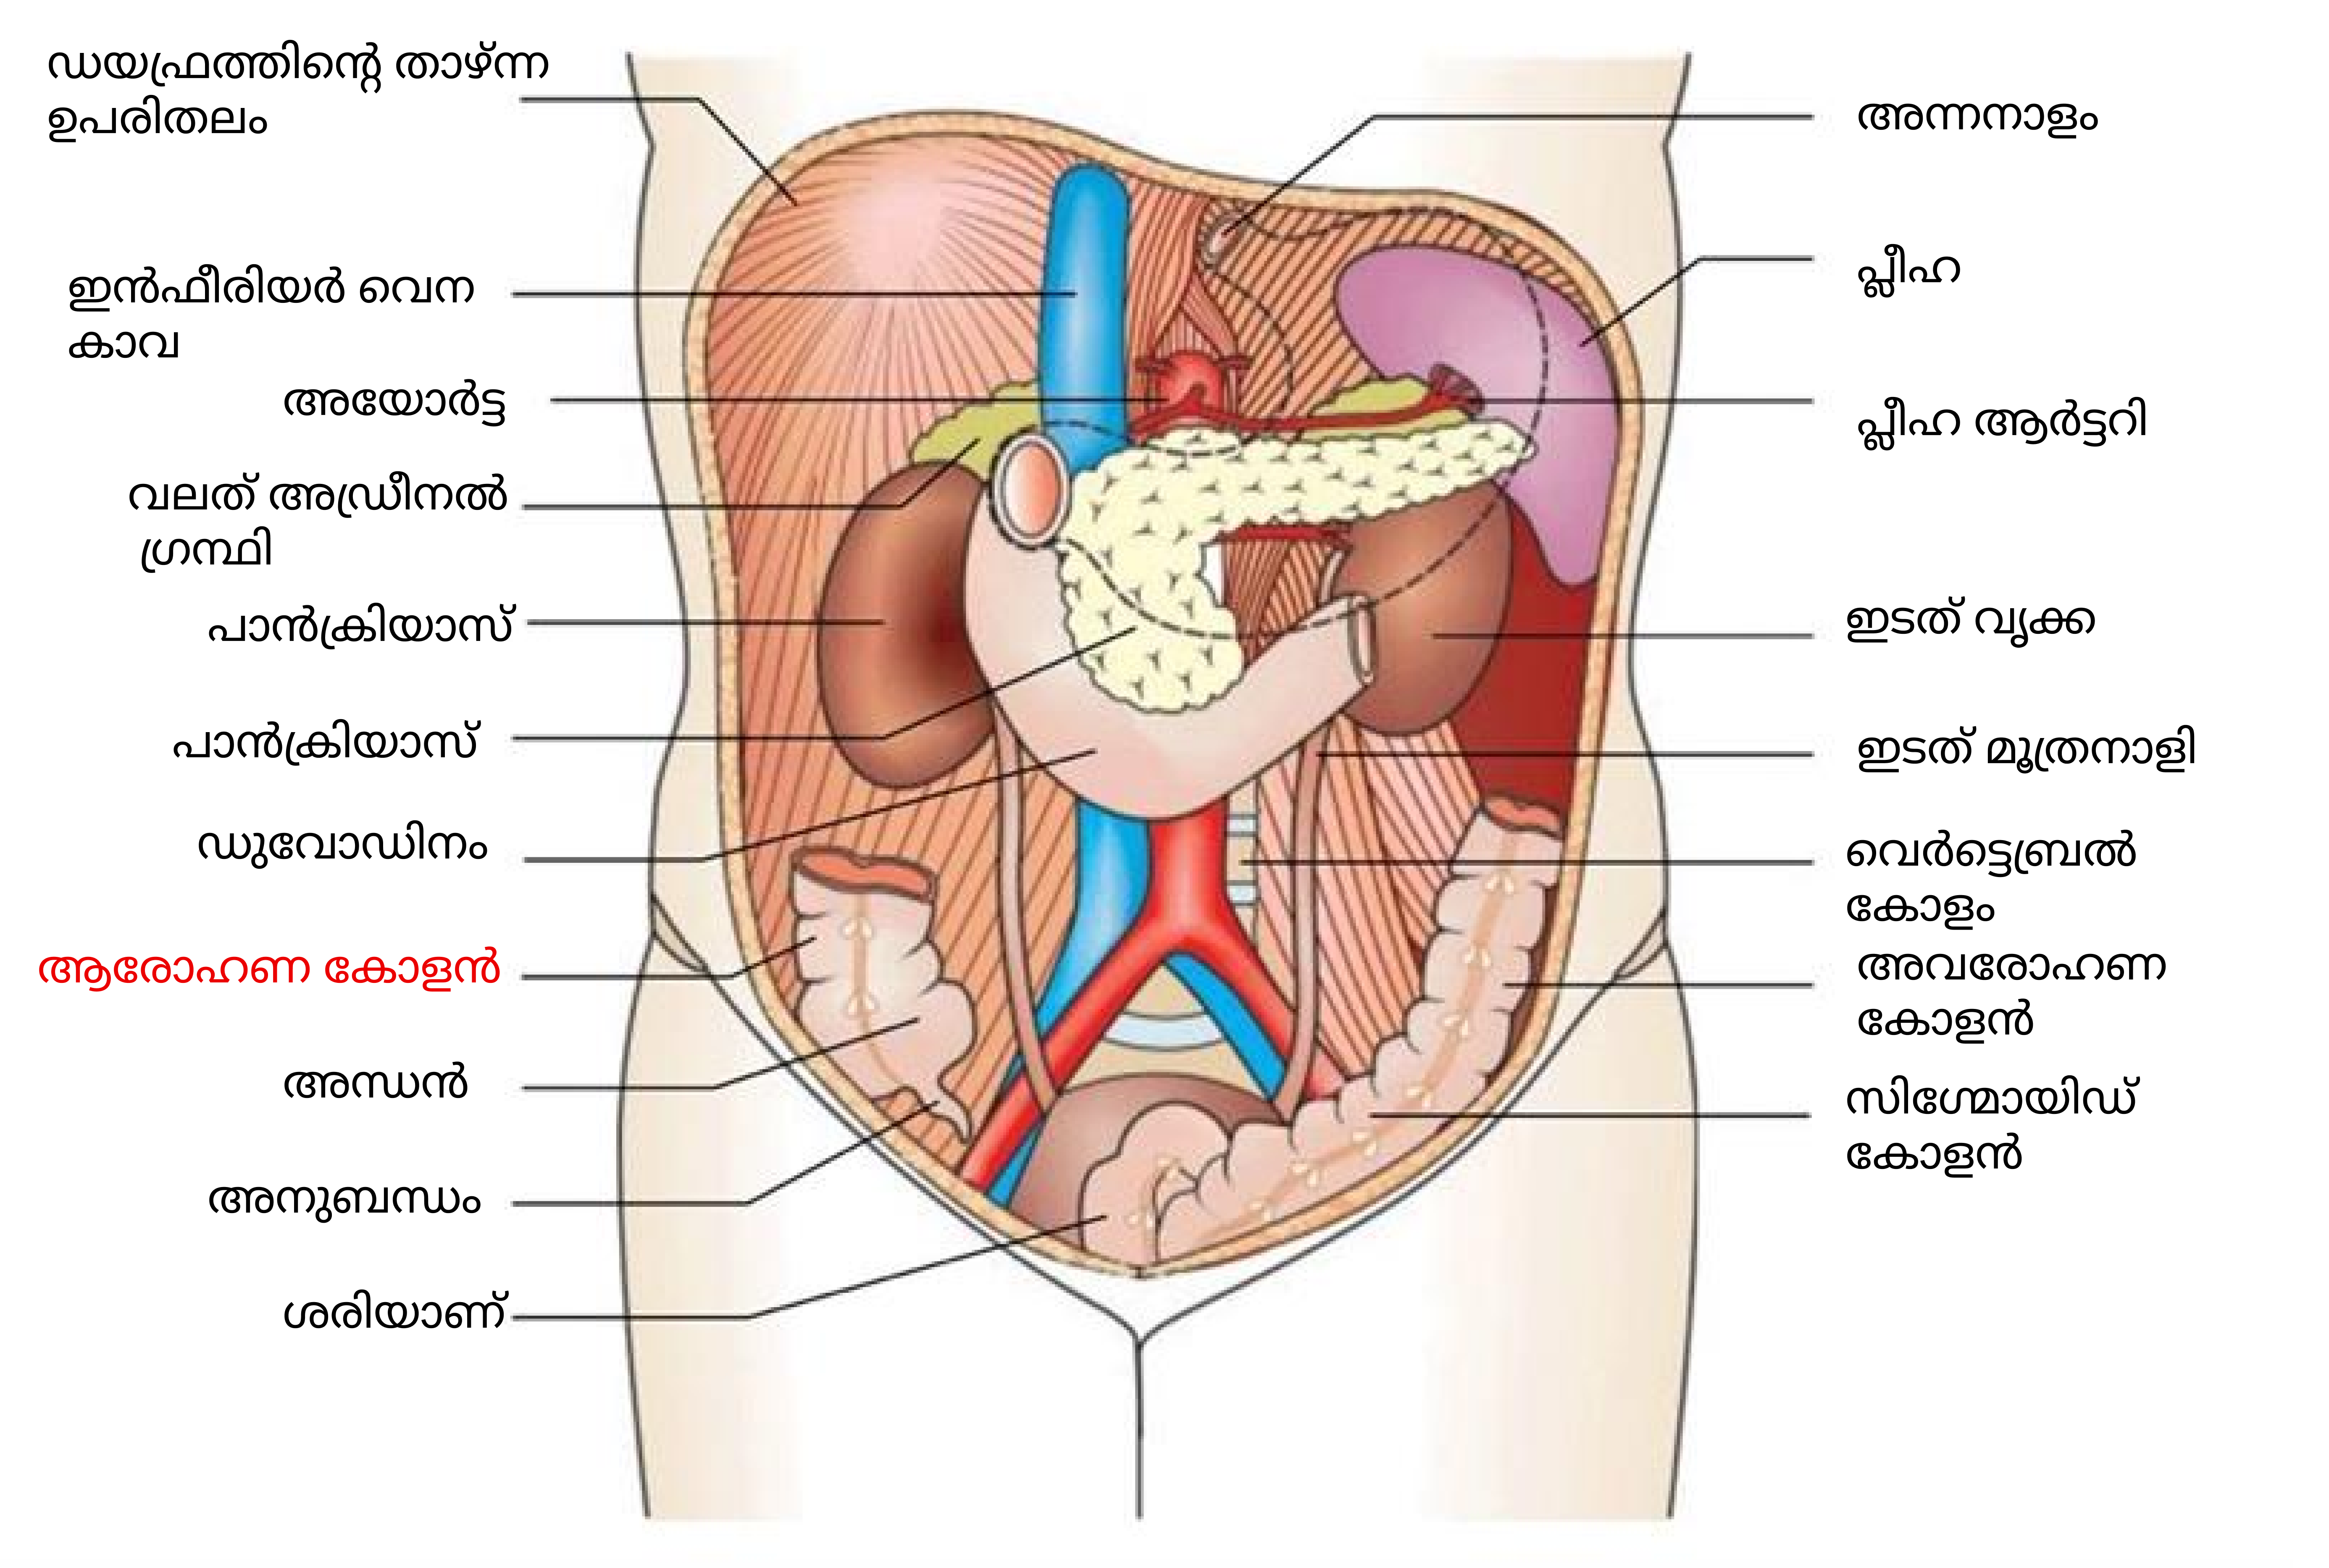 ഡയഫ്രത്തിന്റെ താഴ്ന്ന
ഉപരിതലം
ഇൻഫീരിയർ വെന
കാവ
അയോർട്ട
വലത് അഡ്രീനൽ
ഗ്രന്ഥി
പാൻക്രിയാസ്
പാൻക്രിയാസ്
ഡുവോഡിനം
ആരോഹണ കോളൻ
അന്ധൻ
അനുബന്ധം
ശരിയാണ്
അന്നനാളം
പ്ലീഹ
പ്ലീഹ ആർട്ടറി
ഇടത് വൃക്ക
ഇടത് മൂത്രനാളി
വെർട്ടെബ്രൽ
കോളം
അവരോഹണ
കോളൻ
സിഗ്മോയിഡ്
കോളൻ